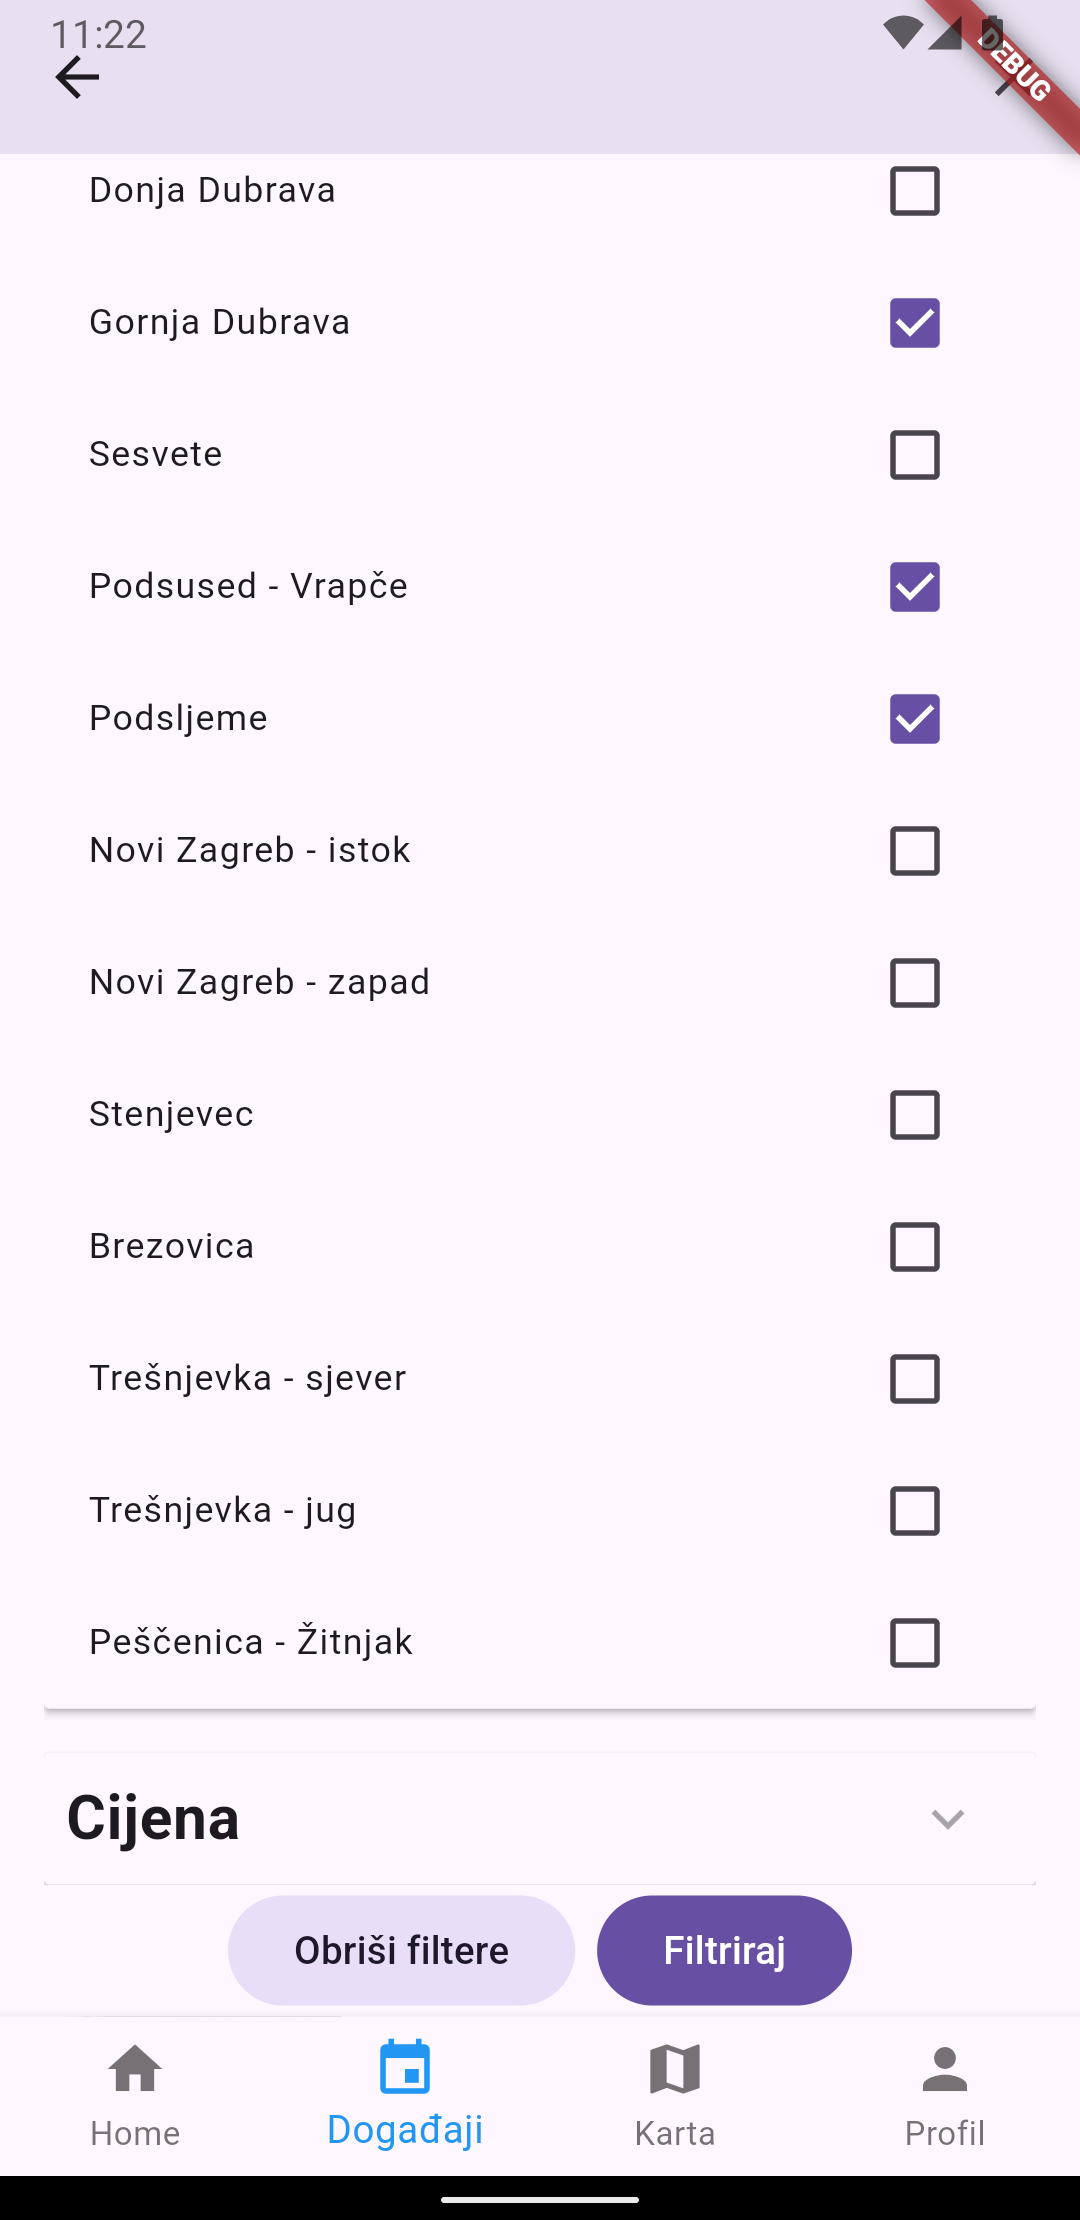 11:22
DEBUG
Donja Dubrava
Gornja Dubrava
Sesvete
Podsused - Vrapče
Podsljeme
Novi Zagreb - istok
Novi Zagreb - zapad
Stenjevec
Brezovica
Trešnjevka - sjever
Trešnjevka - jug
Peščenica - Žitnjak
Cijena
Obriši filtere
Filtriraj
Home
Događaji
Karta
Profil